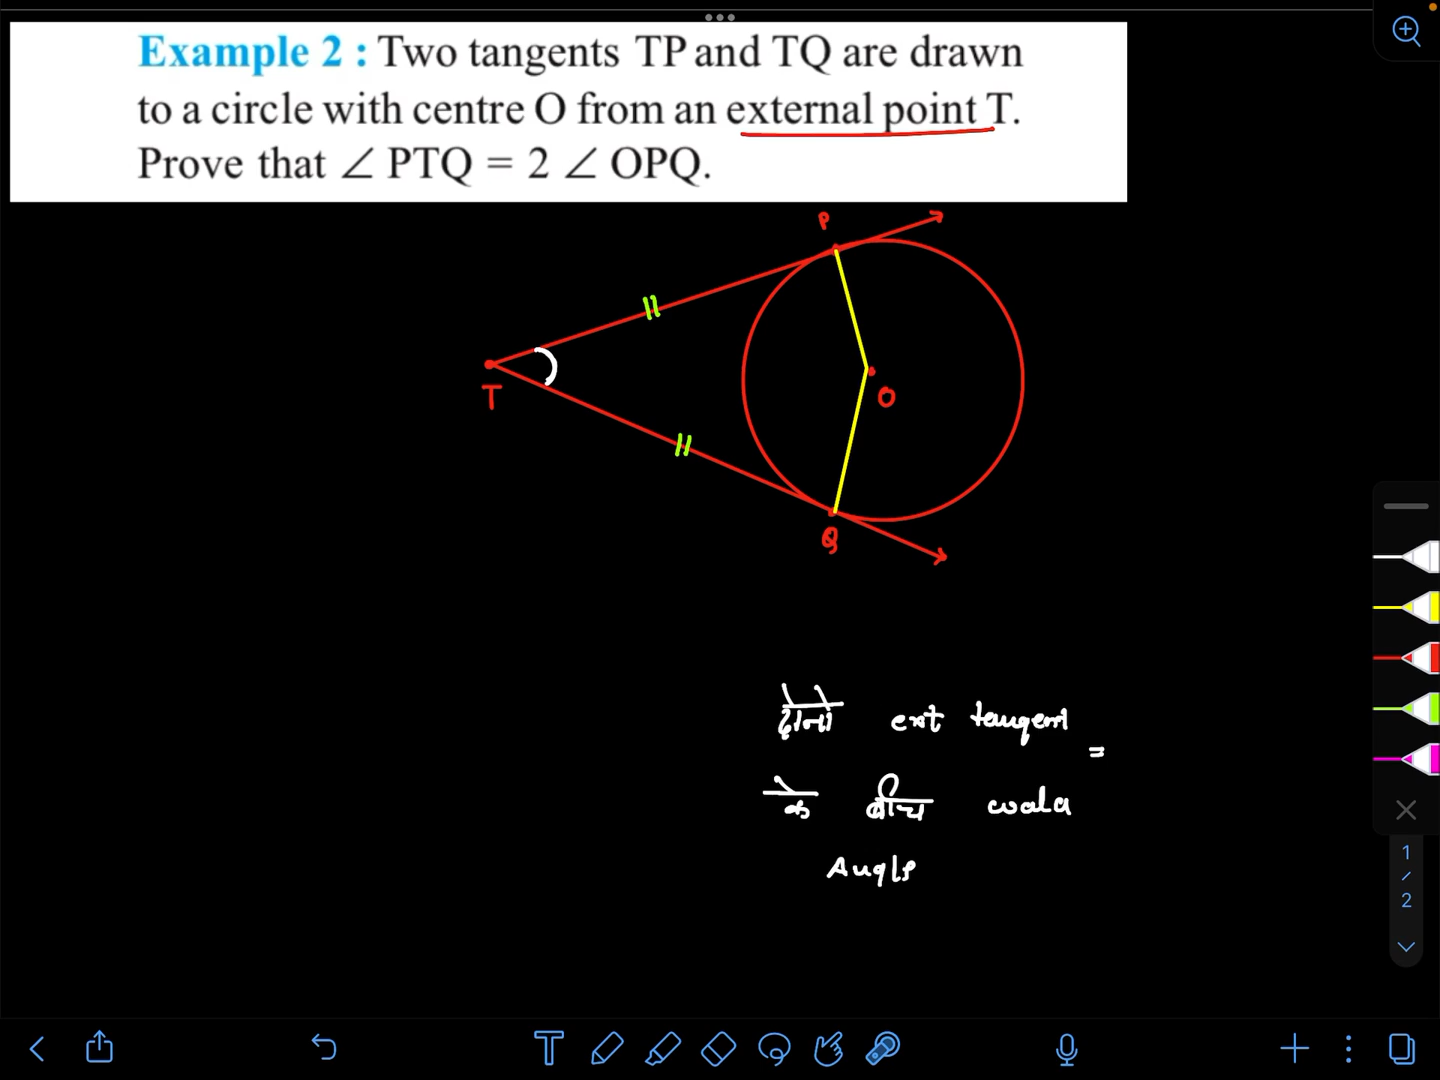 Example 2 : Two tangents TP and TQ are drawn
to a circle with centre O from an external point T.
Prove that ∠ PTQ = 2 ∠ OPQ.
P
T
O
Q
दोनों ext tangent =
के बीच wala
Angle
1
/
2